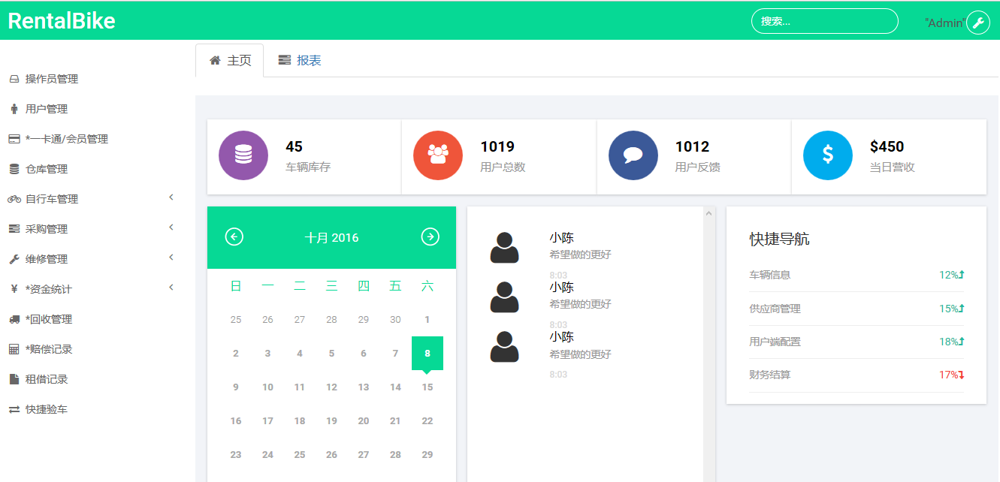 RentalBike
搜索...
"Admin"
主页
报表
操作员管理
用户管理
*一卡通/会员管理
仓库管理
自行车管理
采购管理
维修管理
*资金统计
*回收管理
*赔偿记录
租借记录
快捷验车
45
车辆库存
1019
用户总数
1012
用户反馈
$450
当日营收
十月 2016
日 一 二 三 四 五 六
25 26 27 28 29 30 1
2 3 4 5 6 7 8
9 10 11 12 13 14 15
16 17 18 19 20 21 22
23 24 25 26 27 28 29
小陈
希望做的更好
8:03
小陈
希望做的更好
8:03
小陈
希望做的更好
8:03
快捷导航
车辆信息 12%
供应商管理 15%
用户端配置 18%
财务结算 17%